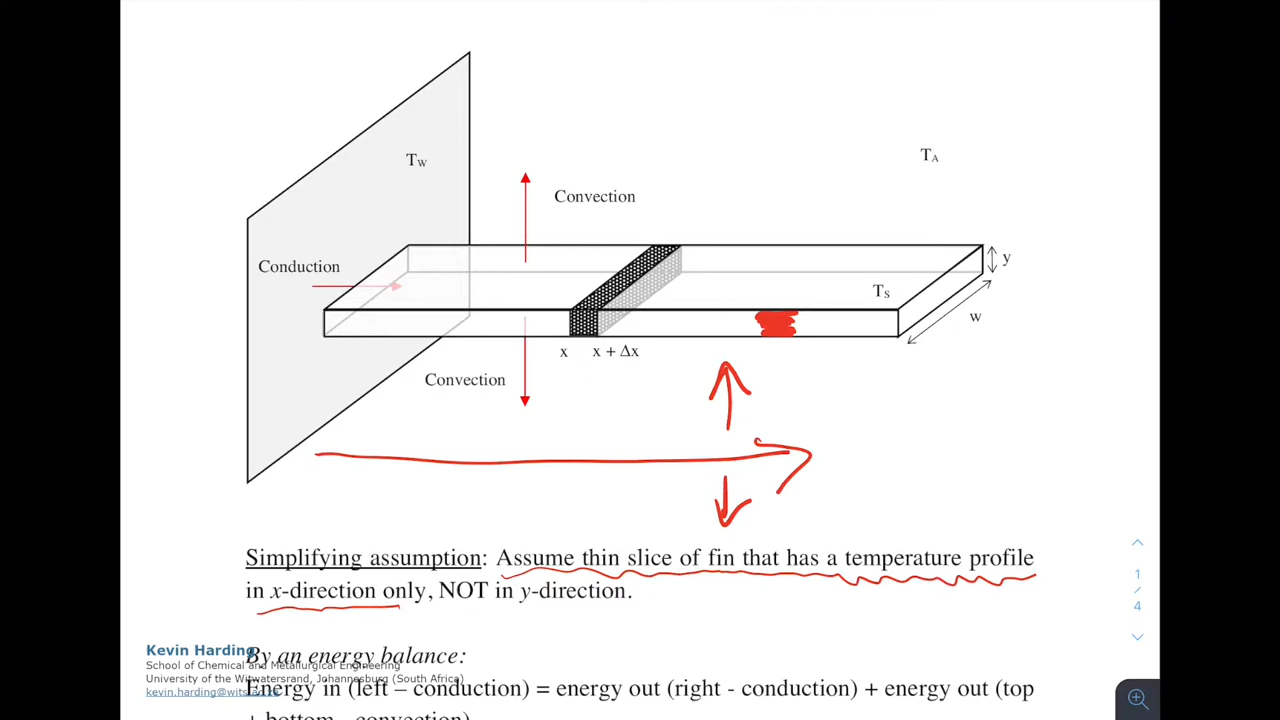 T_W
T_A
Convection
Conduction
y
T_S
w
x
x + Δx
Convection
Simplifying assumption: Assume thin slice of fin that has a temperature profile
in x-direction only, NOT in y-direction.
1
/
4
Kevin Harding
By an energy balance:
School of Chemical and Metallurgical Engineering
University of the Witwatersrand, Johannesburg (South Africa)
kevin.harding@wits.ac.za
Energy in (left – conduction) = energy out (right - conduction) + energy out (top
+ bottom - convection)